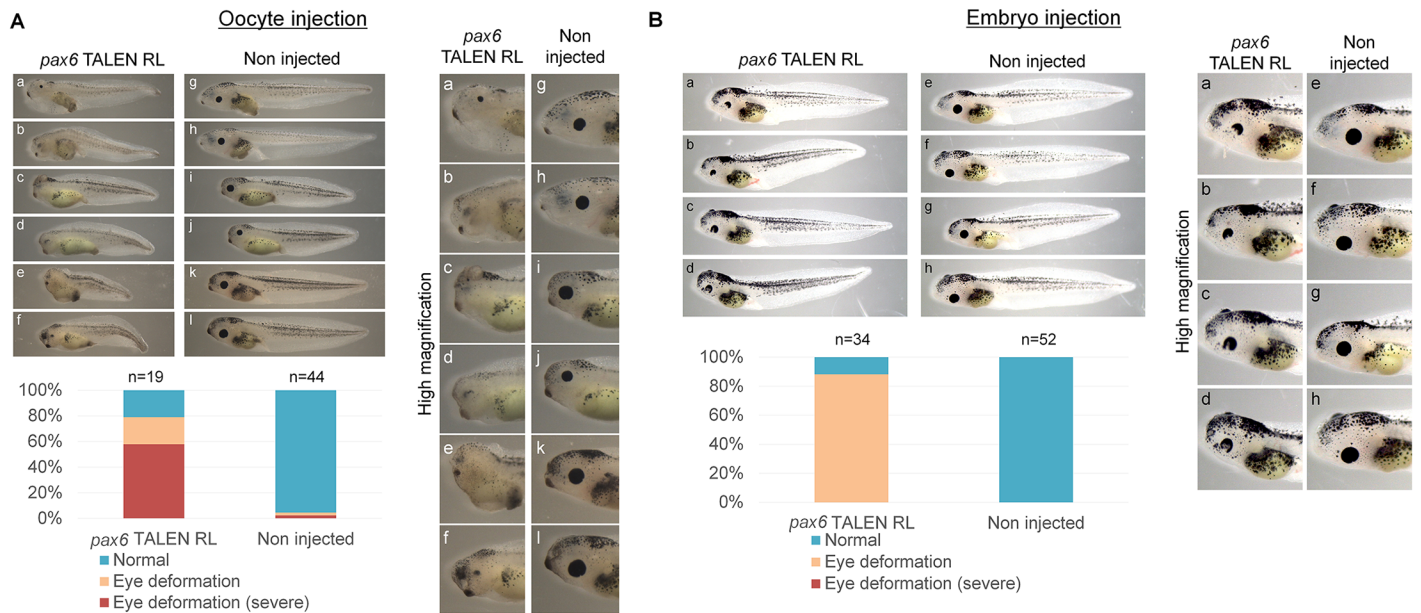 A
Oocyte injection
pax6 TALEN RL
Non injected
a
b
c
d
e
f
g
h
i
j
k
l
n=19
n=44
100%
80%
60%
40%
20%
0%
pax6 TALEN RL
Non injected
Normal
Eye deformation
Eye deformation (severe)
pax6
TALEN RL
Non
injected
High magnification
a
b
c
d
e
f
g
h
i
j
k
l
B
Embryo injection
pax6 TALEN RL
Non injected
a
b
c
d
e
f
g
h
n=34
n=52
100%
80%
60%
40%
20%
0%
pax6 TALEN RL
Non injected
Normal
Eye deformation
Eye deformation (severe)
pax6
TALEN RL
Non
injected
High magnification
a
b
c
d
e
f
g
h